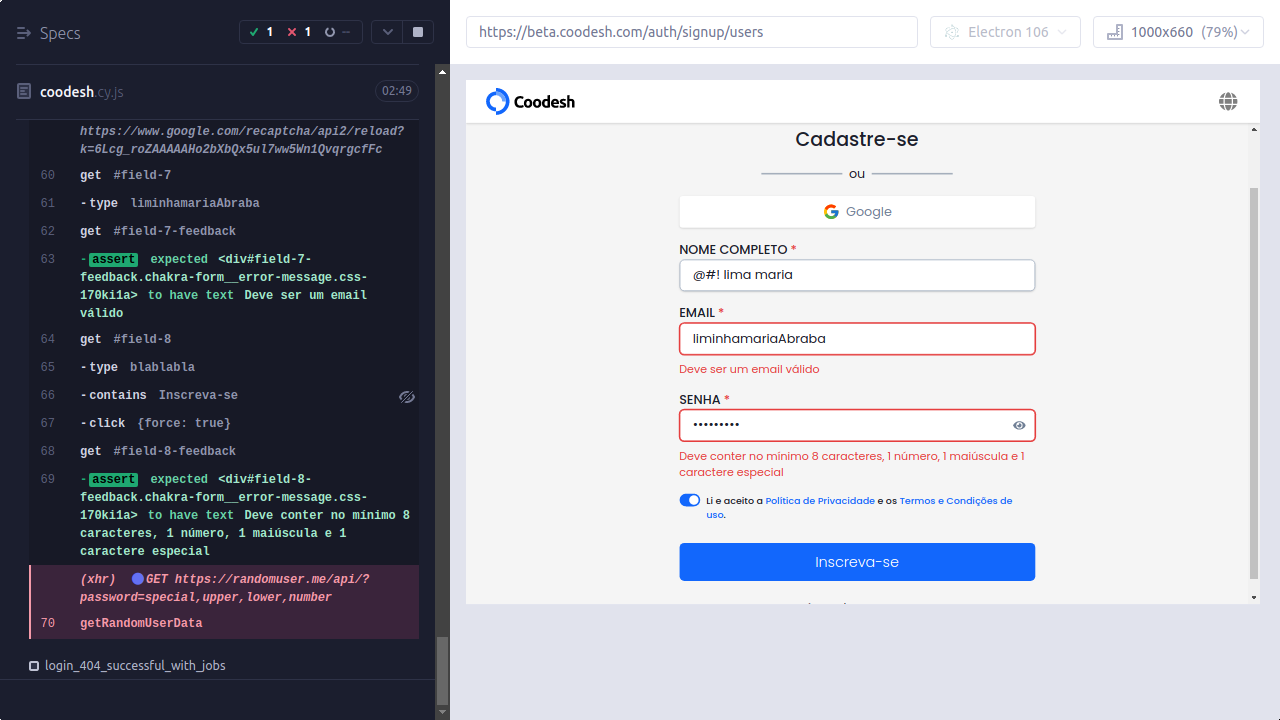 Specs
1
1
--
https://beta.coodesh.com/auth/signup/users
Electron 106
1000x660 (79%)
coodesh.cy.js
02:49
https://www.google.com/recaptcha/api2/reload?
k=6Lcg_roZAAAAAHo2bXbQx5ul7ww5Wn1QvqrgcfFc
60 get #field-7
61 -type liminhamariaAbraba
62 get #field-7-feedback
63 -assert expected <div#field-7-
feedback.chakra-form__error-message.css-
170ki1a> to have text Deve ser um email
válido
64 get #field-8
65 -type blablabla
66 -contains Inscreva-se
67 -click {force: true}
68 get #field-8-feedback
69 -assert expected <div#field-8-
feedback.chakra-form__error-message.css-
170ki1a> to have text Deve conter no mínimo 8
caracteres, 1 número, 1 maiúscula e 1
caractere especial
(xhr) GET https://randomuser.me/api/?
password=special,upper,lower,number
70 getRandomUserData
login_404_successful_with_jobs
Coodesh
Cadastre-se
ou
Google
NOME COMPLETO *
@#! lima maria
EMAIL *
liminhamariaAbraba
Deve ser um email válido
SENHA *
•••••••••
Deve conter no mínimo 8 caracteres, 1 número, 1 maiúscula e 1
caractere especial
Li e aceito a Política de Privacidade e os Termos e Condições de
uso.
Inscreva-se